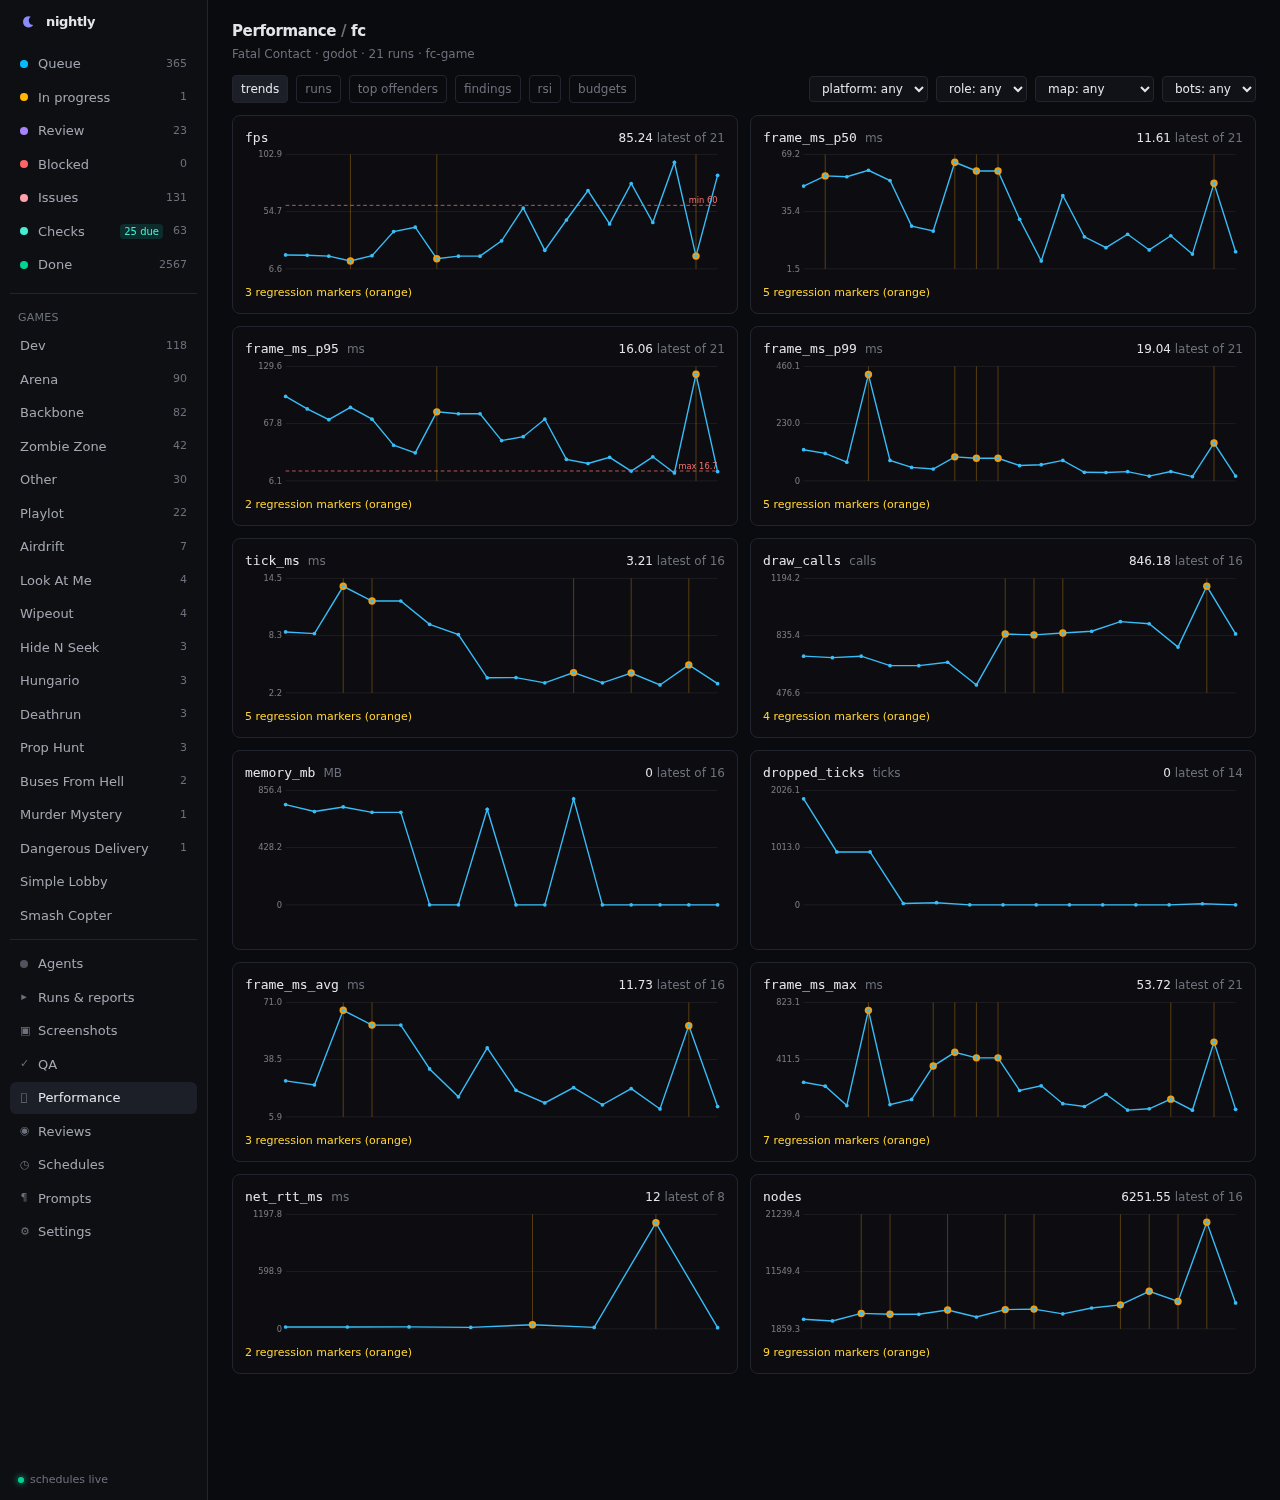 nightly
Queue 365
In progress 1
Review 23
Blocked 0
Issues 131
Checks 25 due 63
Done 2567
GAMES
Dev 118
Arena 90
Backbone 82
Zombie Zone 42
Other 30
Playlot 22
Airdrift 7
Look At Me 4
Wipeout 4
Hide N Seek 3
Hungario 3
Deathrun 3
Prop Hunt 3
Buses From Hell 2
Murder Mystery 1
Dangerous Delivery 1
Simple Lobby
Smash Copter
Agents
Runs & reports
Screenshots
QA
Performance
Reviews
Schedules
Prompts
Settings
schedules live
Performance / fc
Fatal Contact · godot · 21 runs · fc-game
trends runs top offenders findings rsi budgets
platform: any role: any map: any bots: any
fps 85.24 latest of 21
102.9
54.7
6.6
min 60
3 regression markers (orange)
frame_ms_p50 ms 11.61 latest of 21
69.2
35.4
1.5
5 regression markers (orange)
frame_ms_p95 ms 16.06 latest of 21
129.6
67.8
6.1
max 16.7
2 regression markers (orange)
frame_ms_p99 ms 19.04 latest of 21
460.1
230.0
0
5 regression markers (orange)
tick_ms ms 3.21 latest of 16
14.5
8.3
2.2
5 regression markers (orange)
draw_calls calls 846.18 latest of 16
1194.2
835.4
476.6
4 regression markers (orange)
memory_mb MB 0 latest of 16
856.4
428.2
0
dropped_ticks ticks 0 latest of 14
2026.1
1013.0
0
frame_ms_avg ms 11.73 latest of 16
71.0
38.5
5.9
3 regression markers (orange)
frame_ms_max ms 53.72 latest of 21
823.1
411.5
0
7 regression markers (orange)
net_rtt_ms ms 12 latest of 8
1197.8
598.9
0
2 regression markers (orange)
nodes 6251.55 latest of 16
21239.4
11549.4
1859.3
9 regression markers (orange)